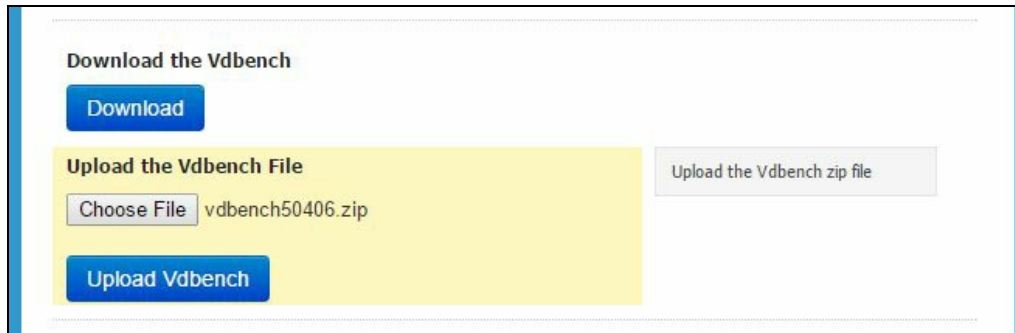 Download the Vdbench
Download
Upload the Vdbench File
Upload the Vdbench zip file
Choose File vdbench50406.zip
Upload Vdbench